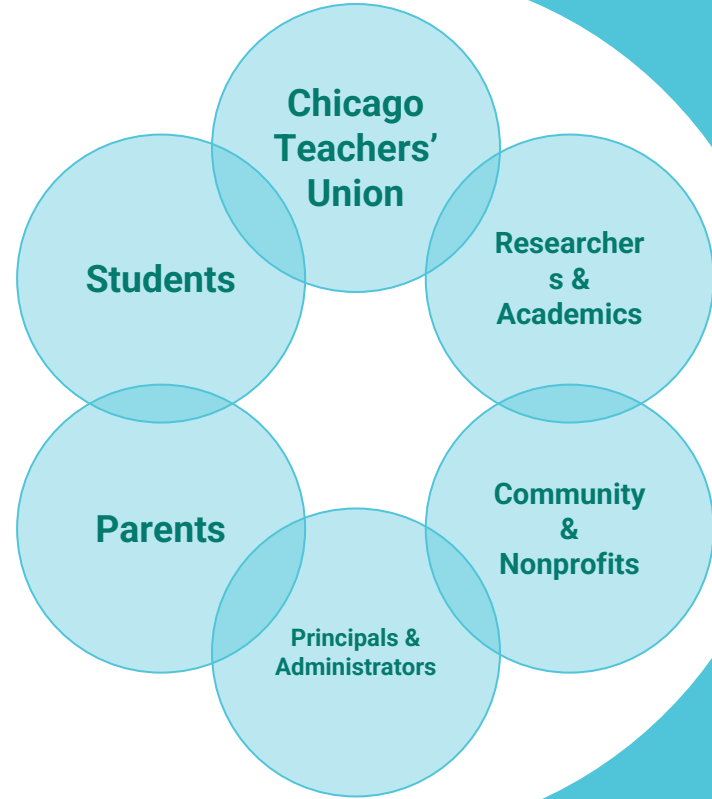 Chicago
Teachers’
Union
Students
Researcher
s &
Academics
Parents
Community
&
Nonprofits
Principals &
Administrators